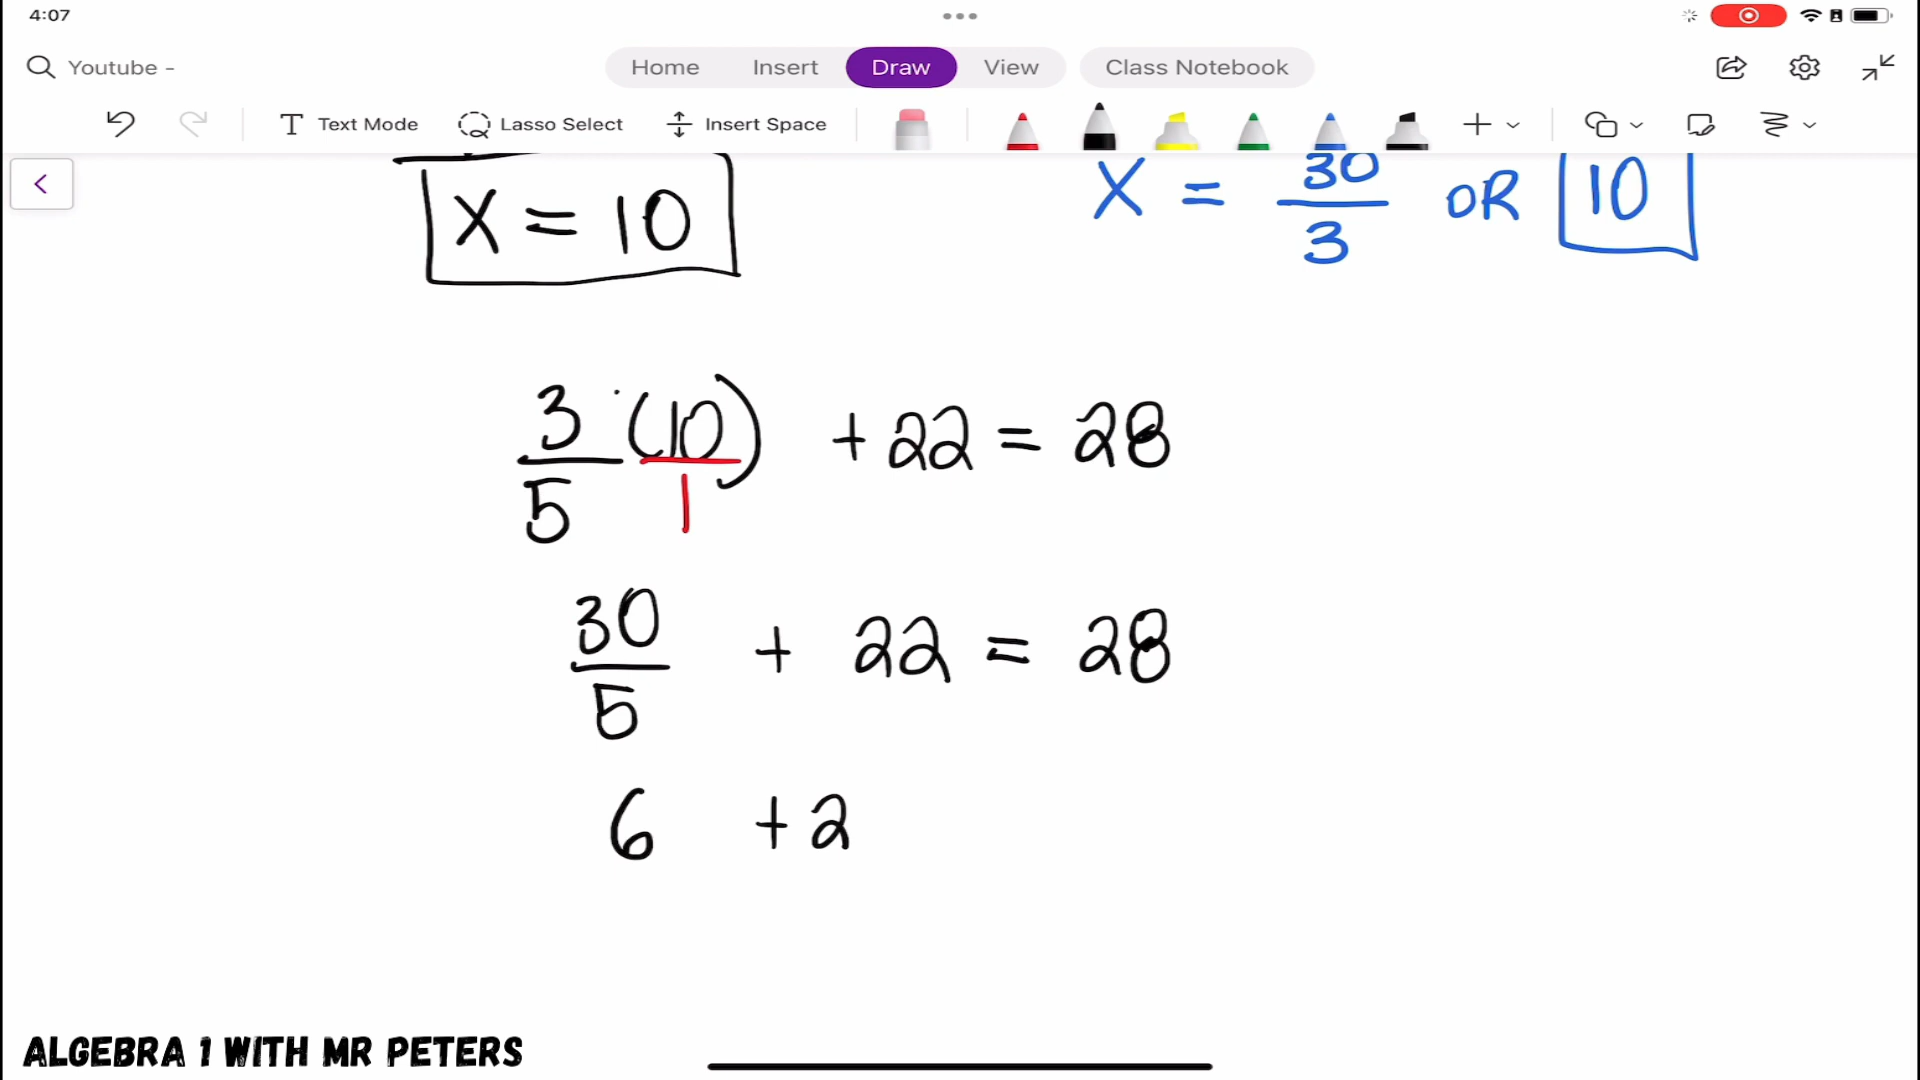 4:07
Youtube -
Home Insert Draw View Class Notebook
Text Mode Lasso Select Insert Space
X = 10
X = 30/3 OR 10
3/5 · (10)/1 + 22 = 28
30/5 + 22 = 28
6 + 2
ALGEBRA 1 WITH MR PETERS